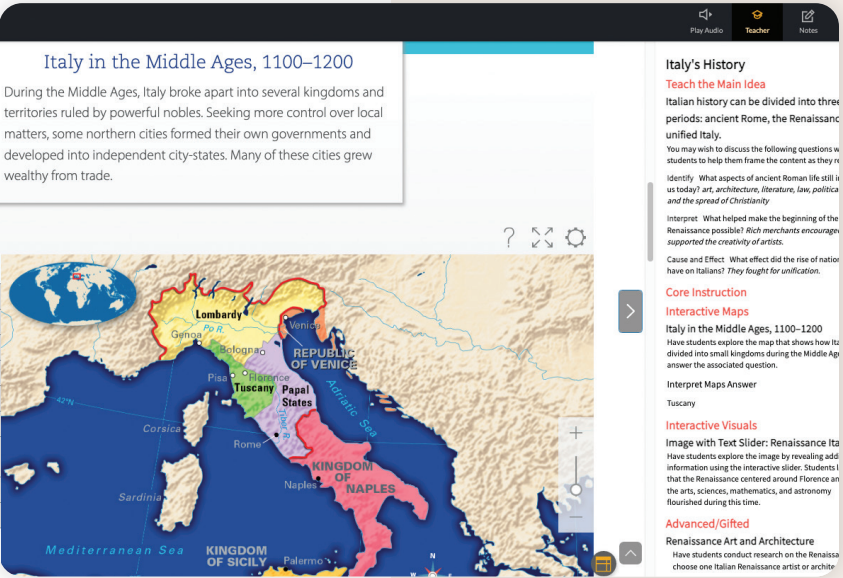 Play Audio
Teacher
Notes
Italy in the Middle Ages, 1100–1200
During the Middle Ages, Italy broke apart into several kingdoms and
territories ruled by powerful nobles. Seeking more control over local
matters, some northern cities formed their own governments and
developed into independent city-states. Many of these cities grew
wealthy from trade.
?
Lombardy
Po R.
Venice
Genoa
Bologna
REPUBLIC
OF VENICE
Pisa
Florence
Tuscany
Papal
States
Adriatic Sea
42°N
Tiber R.
Corsica
Rome
KINGDOM
OF
NAPLES
Naples
Sardinia
Mediterranean Sea
KINGDOM
OF SICILY
Palermo
N
W
Italy's History
Teach the Main Idea
Italian history can be divided into three
periods: ancient Rome, the Renaissanc
unified Italy.
You may wish to discuss the following questions w
students to help them frame the content as they re
Identify What aspects of ancient Roman life still i
us today? art, architecture, literature, law, politica
and the spread of Christianity
Interpret What helped make the beginning of the
Renaissance possible? Rich merchants encourage
supported the creativity of artists.
Cause and Effect What effect did the rise of nation
have on Italians? They fought for unification.
Core Instruction
Interactive Maps
Italy in the Middle Ages, 1100–1200
Have students explore the map that shows how Ita
divided into small kingdoms during the Middle Age
answer the associated question.
Interpret Maps Answer
Tuscany
Interactive Visuals
Image with Text Slider: Renaissance Ita
Have students explore the image by revealing add
information using the interactive slider. Students l
that the Renaissance centered around Florence an
the arts, sciences, mathematics, and astronomy
flourished during this time.
Advanced/Gifted
Renaissance Art and Architecture
Have students conduct research on the Renaissa
choose one Italian Renaissance artist or archite